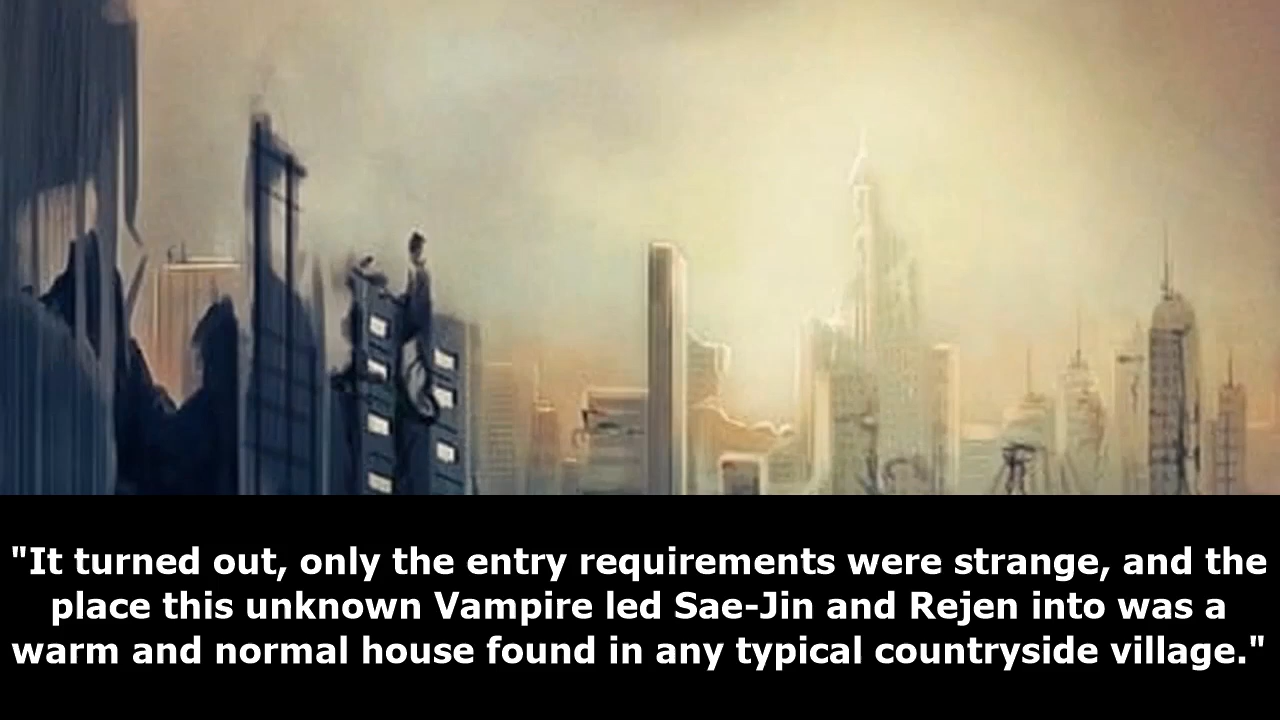 "It turned out, only the entry requirements were strange, and the
place this unknown Vampire led Sae-Jin and Rejen into was a
warm and normal house found in any typical countryside village."